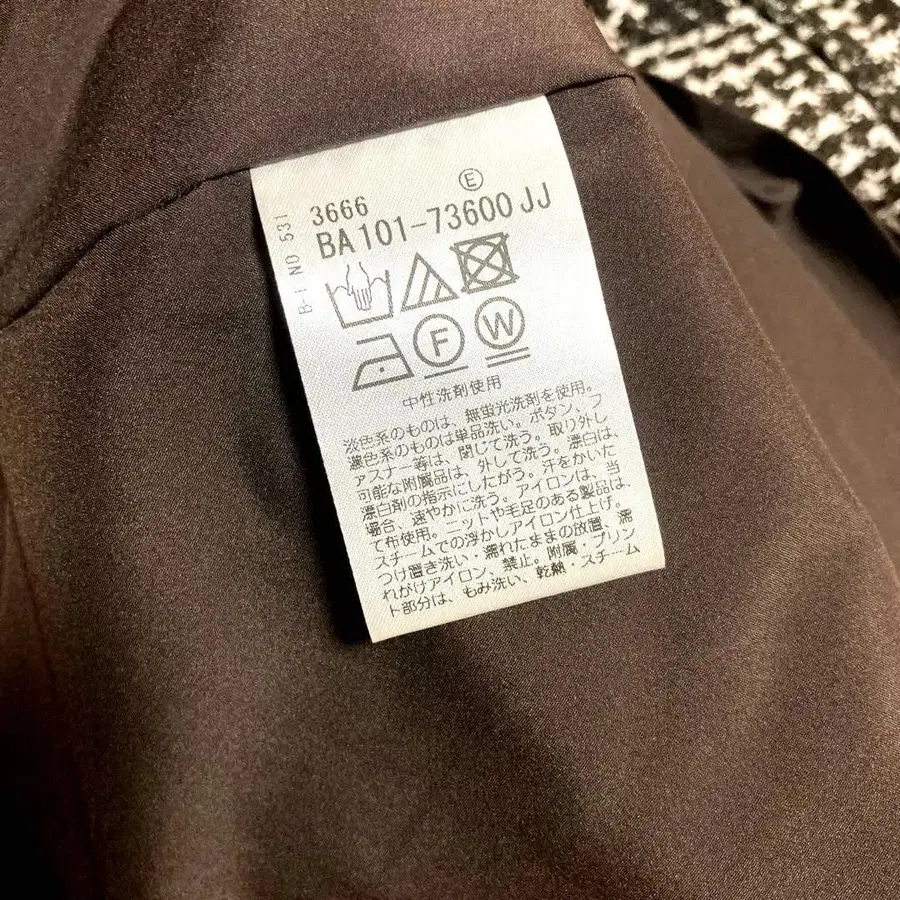 B-I NO 531
E
3666
BA101-73600 JJ
F
W
中性洗剤使用
淡色系のものは、無蛍光洗剤を使用。
濃色系のものは単品洗い。ボタン、フ
ァスナー等は、閉じて洗う。取り外し
可能な附属品は、外して洗う。漂白は、
漂白剤の指示にしたがう。汗をかいた
場合、速やかに洗う。アイロンは、当
て布使用。ニットや毛足のある製品は、
スチームでの浮かしアイロン仕上げ。
つけ置き洗い・濡れたままの放置、濡
れがけアイロン、禁止。附属・プリン
ト部分は、もみ洗い、乾熱・スチーム